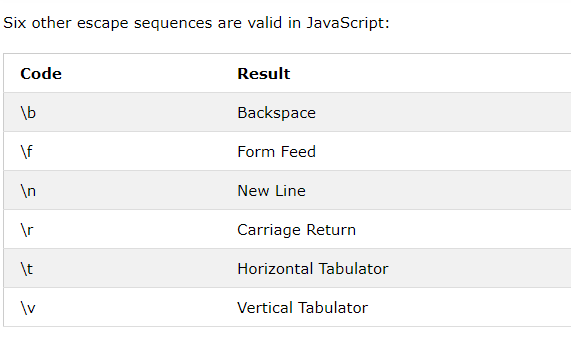 Six other escape sequences are valid in JavaScript:
Code Result
\b Backspace
\f Form Feed
\n New Line
\r Carriage Return
\t Horizontal Tabulator
\v Vertical Tabulator